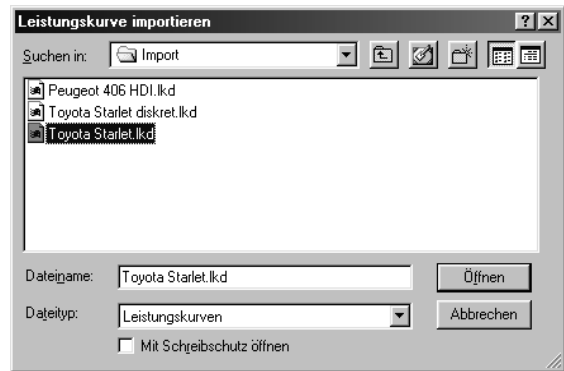 Leistungskurve importieren
Suchen in: Import
Peugeot 406 HDI.lkd
Toyota Starlet diskret.lkd
Toyota Starlet.lkd
Dateiname: Toyota Starlet.lkd Öffnen
Dateityp: Leistungskurven Abbrechen
Mit Schreibschutz öffnen